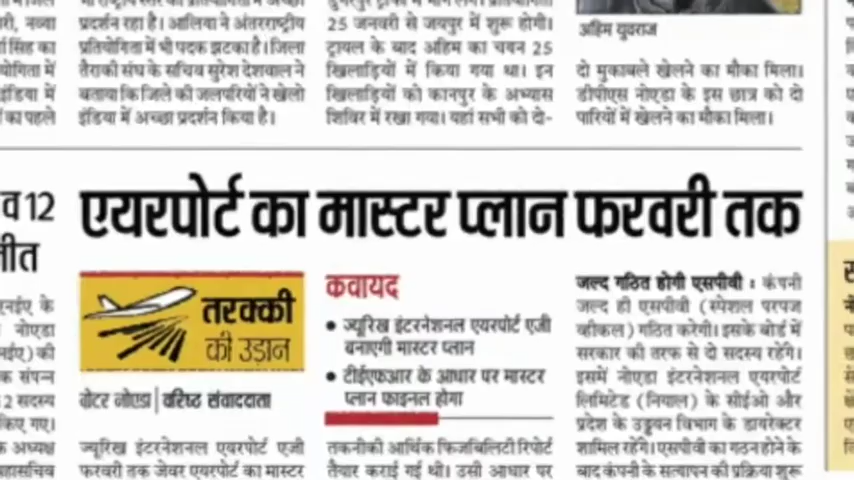 प्रदर्शन रहा है। आलिया ने अंतरराष्ट्रीय
प्रतियोगिता में भी पदक झटका है। जिला
तैराकी संघ के सचिव सुरेश देशवाल ने
बताया कि जिले की जलपरियों ने खेलो
इंडिया में अच्छा प्रदर्शन किया है।
25 जनवरी से जयपुर में शुरू होगी।
ट्रायल के बाद अहिम का चयन 25
खिलाड़ियों में किया गया था। इन
खिलाड़ियों को कानपुर के अभ्यास
शिविर में रखा गया। यहां सभी को दो-
अहिम युवराज
दो मुकाबले खेलने का मौका मिला।
डीपीएस नोएडा के इस छात्र को दो
पारियों में खेलने का मौका मिला।
व 12
एयरपोर्ट का मास्टर प्लान फरवरी तक
तरक्की
की उड़ान
ग्रेटर नोएडा | वरिष्ठ संवाददाता
ज्यूरिख इंटरनेशनल एयरपोर्ट एजी
फरवरी तक जेवर एयरपोर्ट का मास्टर
कवायद
• ज्यूरिख इंटरनेशनल एयरपोर्ट एजी
बनाएगी मास्टर प्लान
• टीईएफआर के आधार पर मास्टर
प्लान फाइनल होगा
तकनीकी आर्थिक फिजबिलिटी रिपोर्ट
तैयार कराई गई थी। उसी आधार पर
जल्द गठित होगी एसपीवी : कंपनी
जल्द ही एसपीवी (स्पेशल परपज
व्हीकल) गठित करेगी। इसके बोर्ड में
सरकार की तरफ से दो सदस्य रहेंगे।
इसमें नोएडा इंटरनेशनल एयरपोर्ट
लिमिटेड (नियाल) के सीईओ और
प्रदेश के उड्डयन विभाग के डायरेक्टर
शामिल रहेंगे। एसपीवी का गठन होने के
बाद कंपनी के सत्यापन की प्रक्रिया शुरू